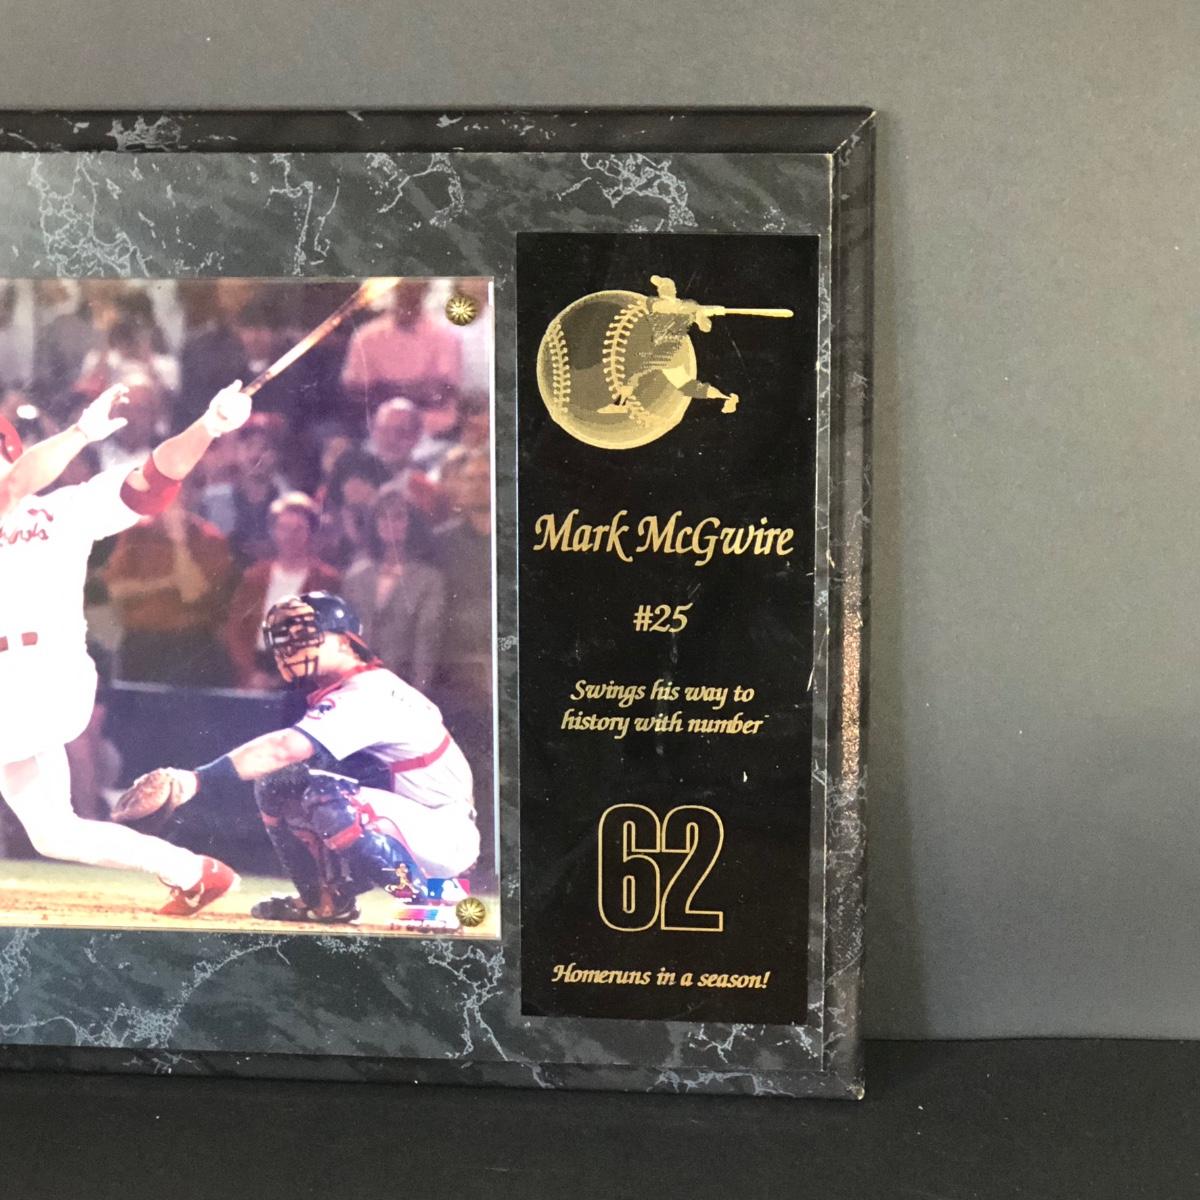 Mark McGwire
#25
Swings his way to
history with number
62
Homeruns in a season!